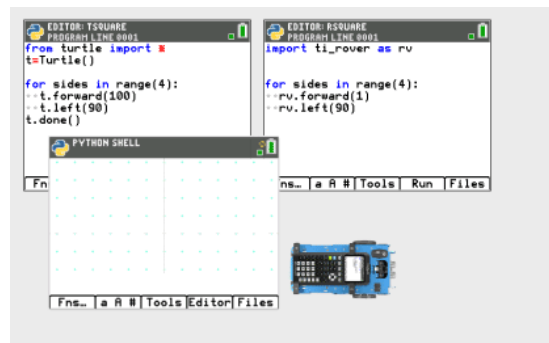 EDITOR: TSQUARE
PROGRAM LINE 0001
from turtle import *
t=Turtle()
for sides in range(4):
··t.forward(100)
··t.left(90)
t.done()
Fn
EDITOR: RSQUARE
PROGRAM LINE 0001
import ti_rover as rv
for sides in range(4):
··rv.forward(1)
··rv.left(90)
ns… a A # Tools Run Files
PYTHON SHELL
Fns… a A # Tools Editor Files